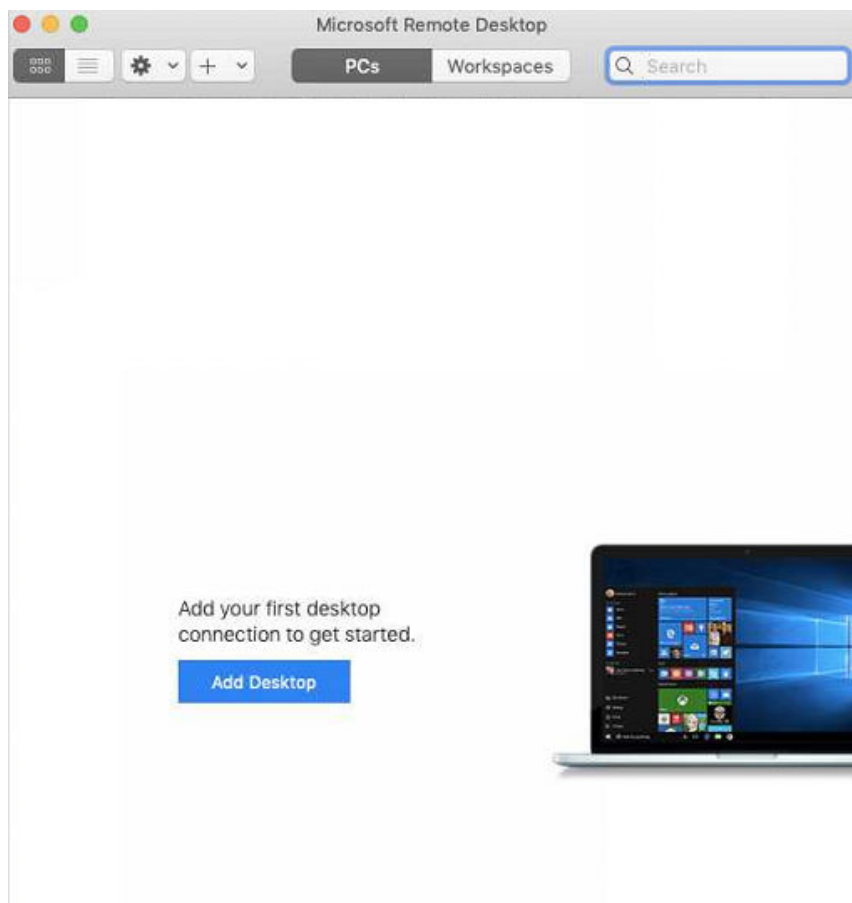 Microsoft Remote Desktop
PCs
Workspaces
Search
Add your first desktop
connection to get started.
Add Desktop